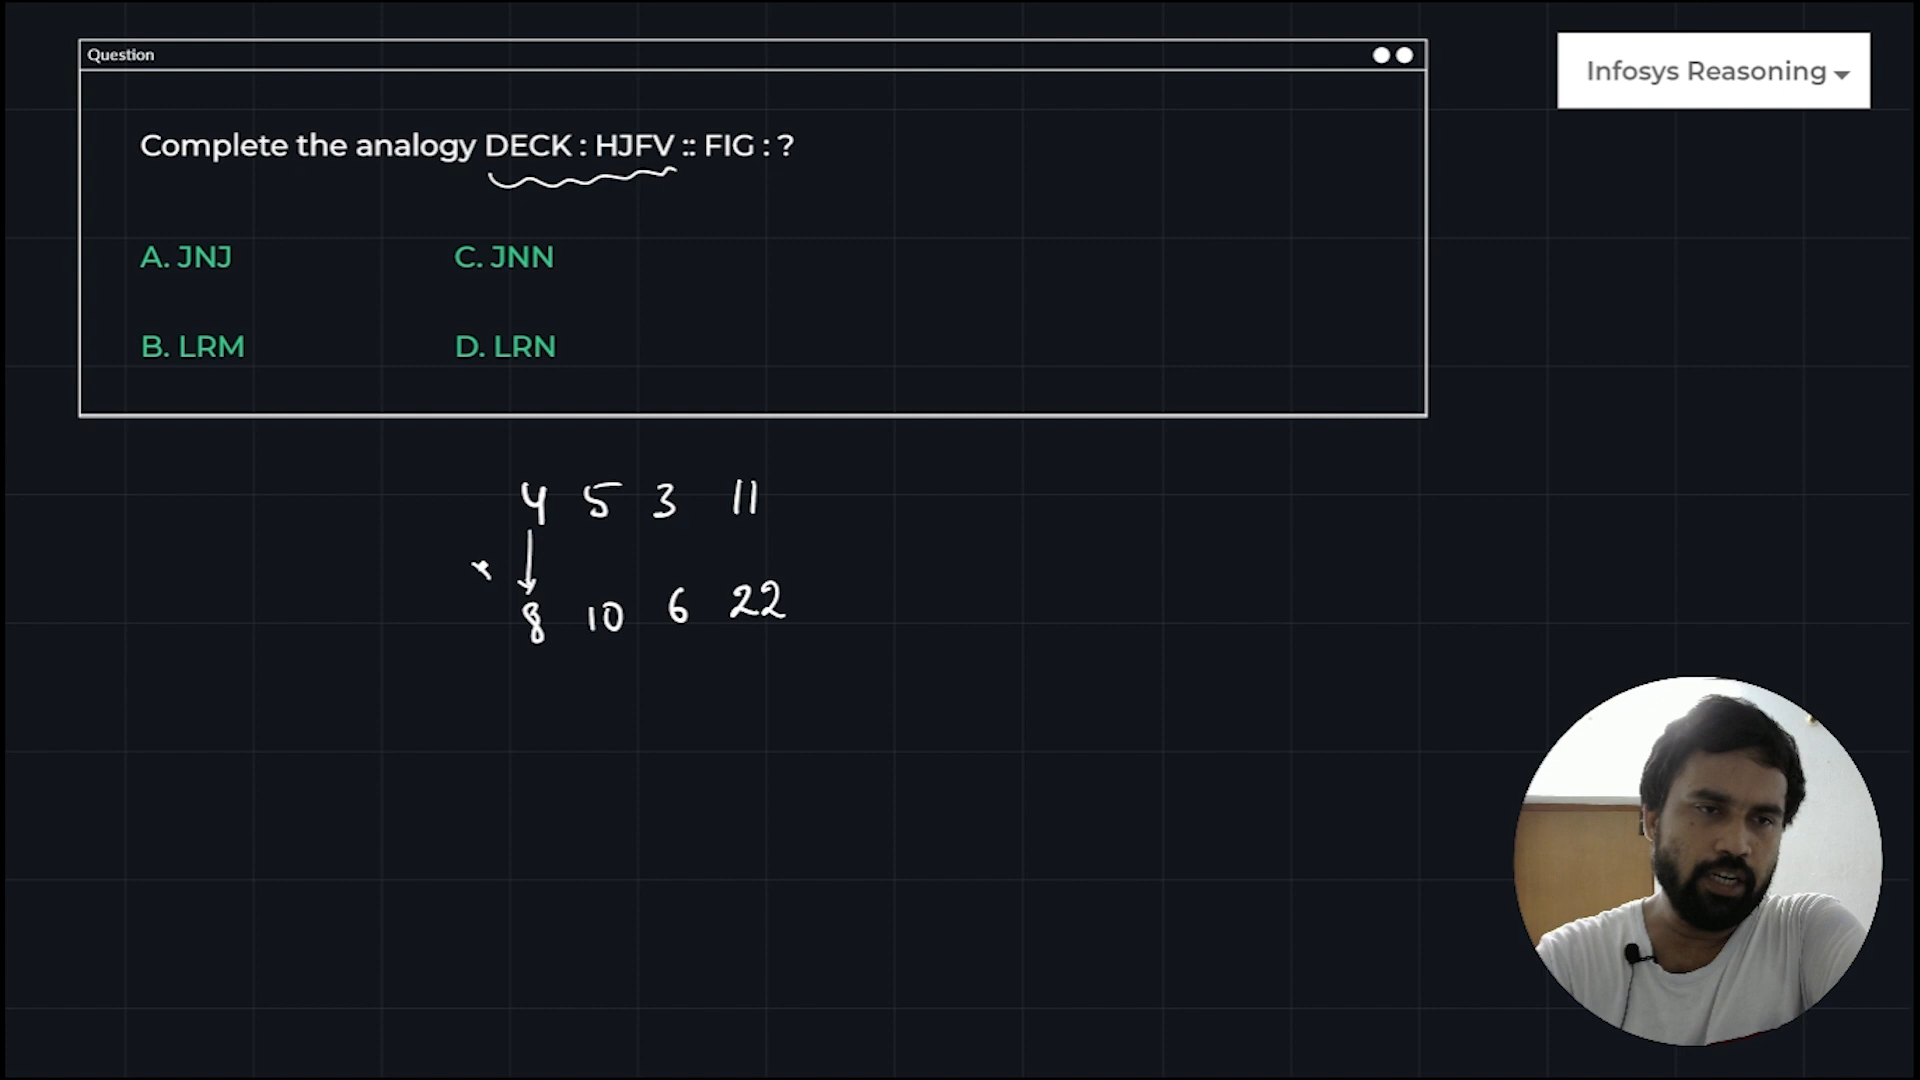 Question
Infosys Reasoning
Complete the analogy DECK : HJFV :: FIG : ?
A. JNJ
C. JNN
B. LRM
D. LRN
4 5 3 11
8 10 6 22